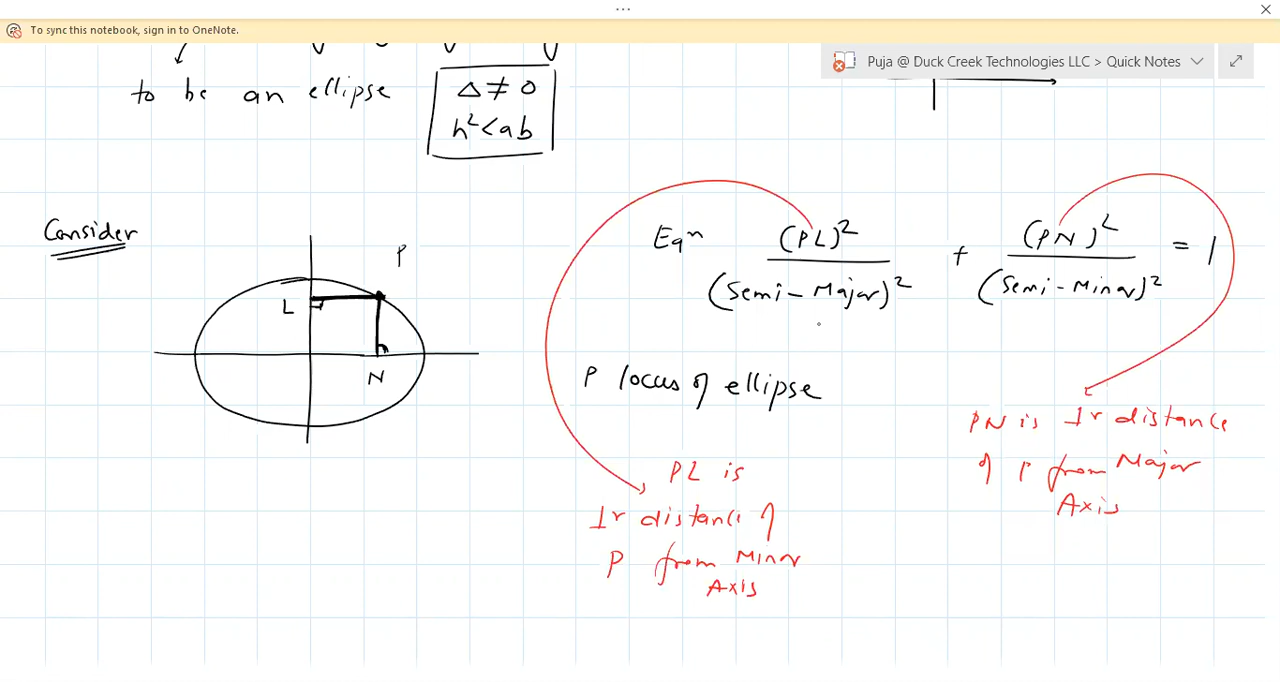 To sync this notebook, sign in to OneNote.
Puja @ Duck Creek Technologies LLC > Quick Notes
to be an ellipse
Δ ≠ 0
h² < ab
Consider
P
L
N
Eqⁿ (PL)² / (Semi-Major)² + (PN)² / (Semi-Minor)² = 1
P locus of ellipse
PL is
⊥r distance of
P from Minor
Axis
PN is ⊥r distance
of P from Major
Axis